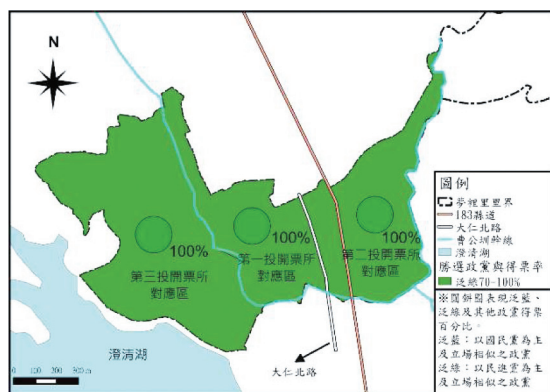 N
100%
第三投開票所
對應區
100%
第一投開票所
對應區
100%
第二投開票所
對應區
澄清湖
大仁北路
0 100 200 300 m
圖例
夢裡里里界
183縣道
大仁北路
曹公圳幹線
澄清湖
勝選政黨與得票率
泛綠70-100%
※圓餅圖表現泛藍、
泛綠及其他政黨得票
百分比。
泛藍：以國民黨為主
及立場相似之政黨
泛綠：以民進黨為主
及立場相似之政黨